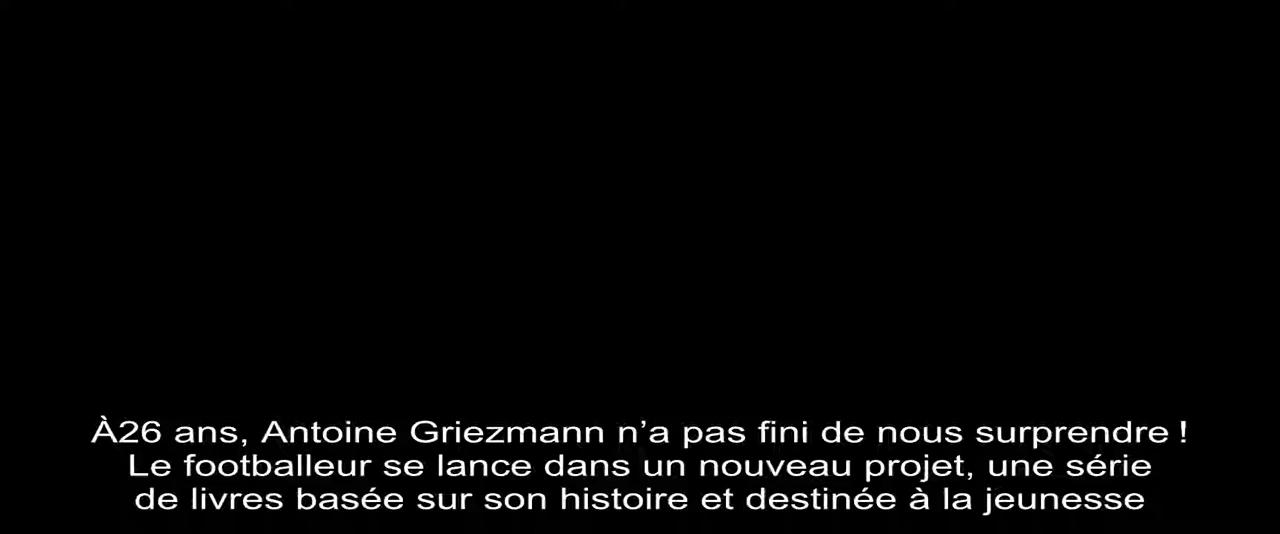 À26 ans, Antoine Griezmann n’a pas fini de nous surprendre !
Le footballeur se lance dans un nouveau projet, une série
de livres basée sur son histoire et destinée à la jeunesse